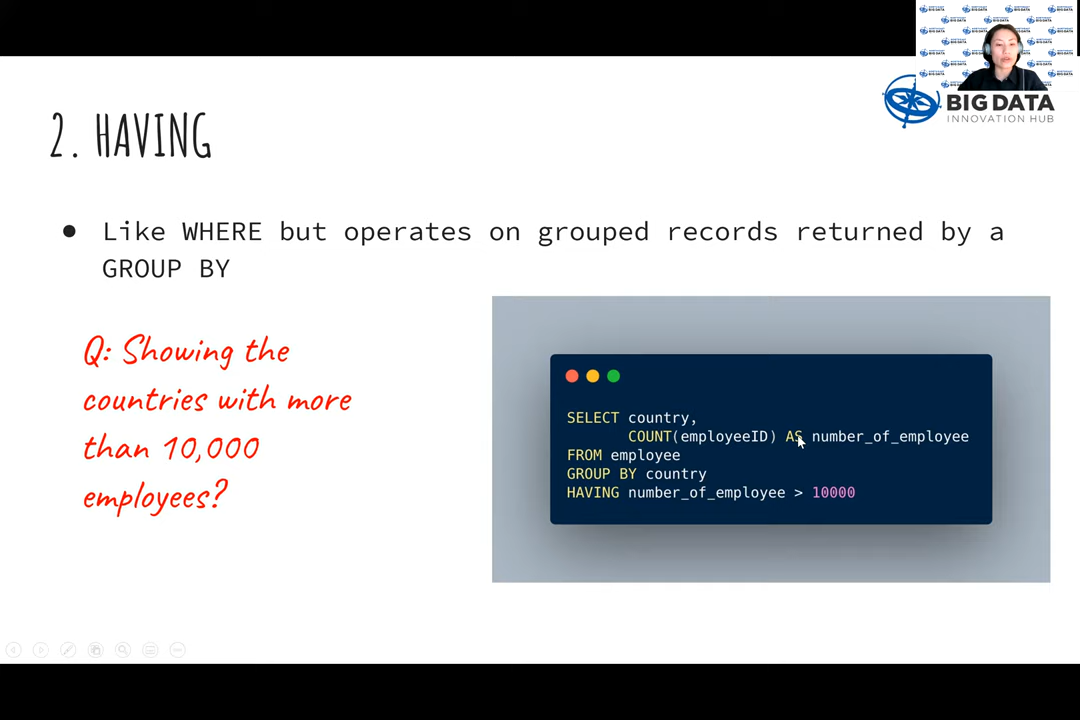 BIG DATA
INNOVATION HUB
2. HAVING
● Like WHERE but operates on grouped records returned by a
GROUP BY
Q: Showing the
countries with more
than 10,000
employees?
SELECT country,
COUNT(employeeID) AS number_of_employee
FROM employee
GROUP BY country
HAVING number_of_employee > 10000